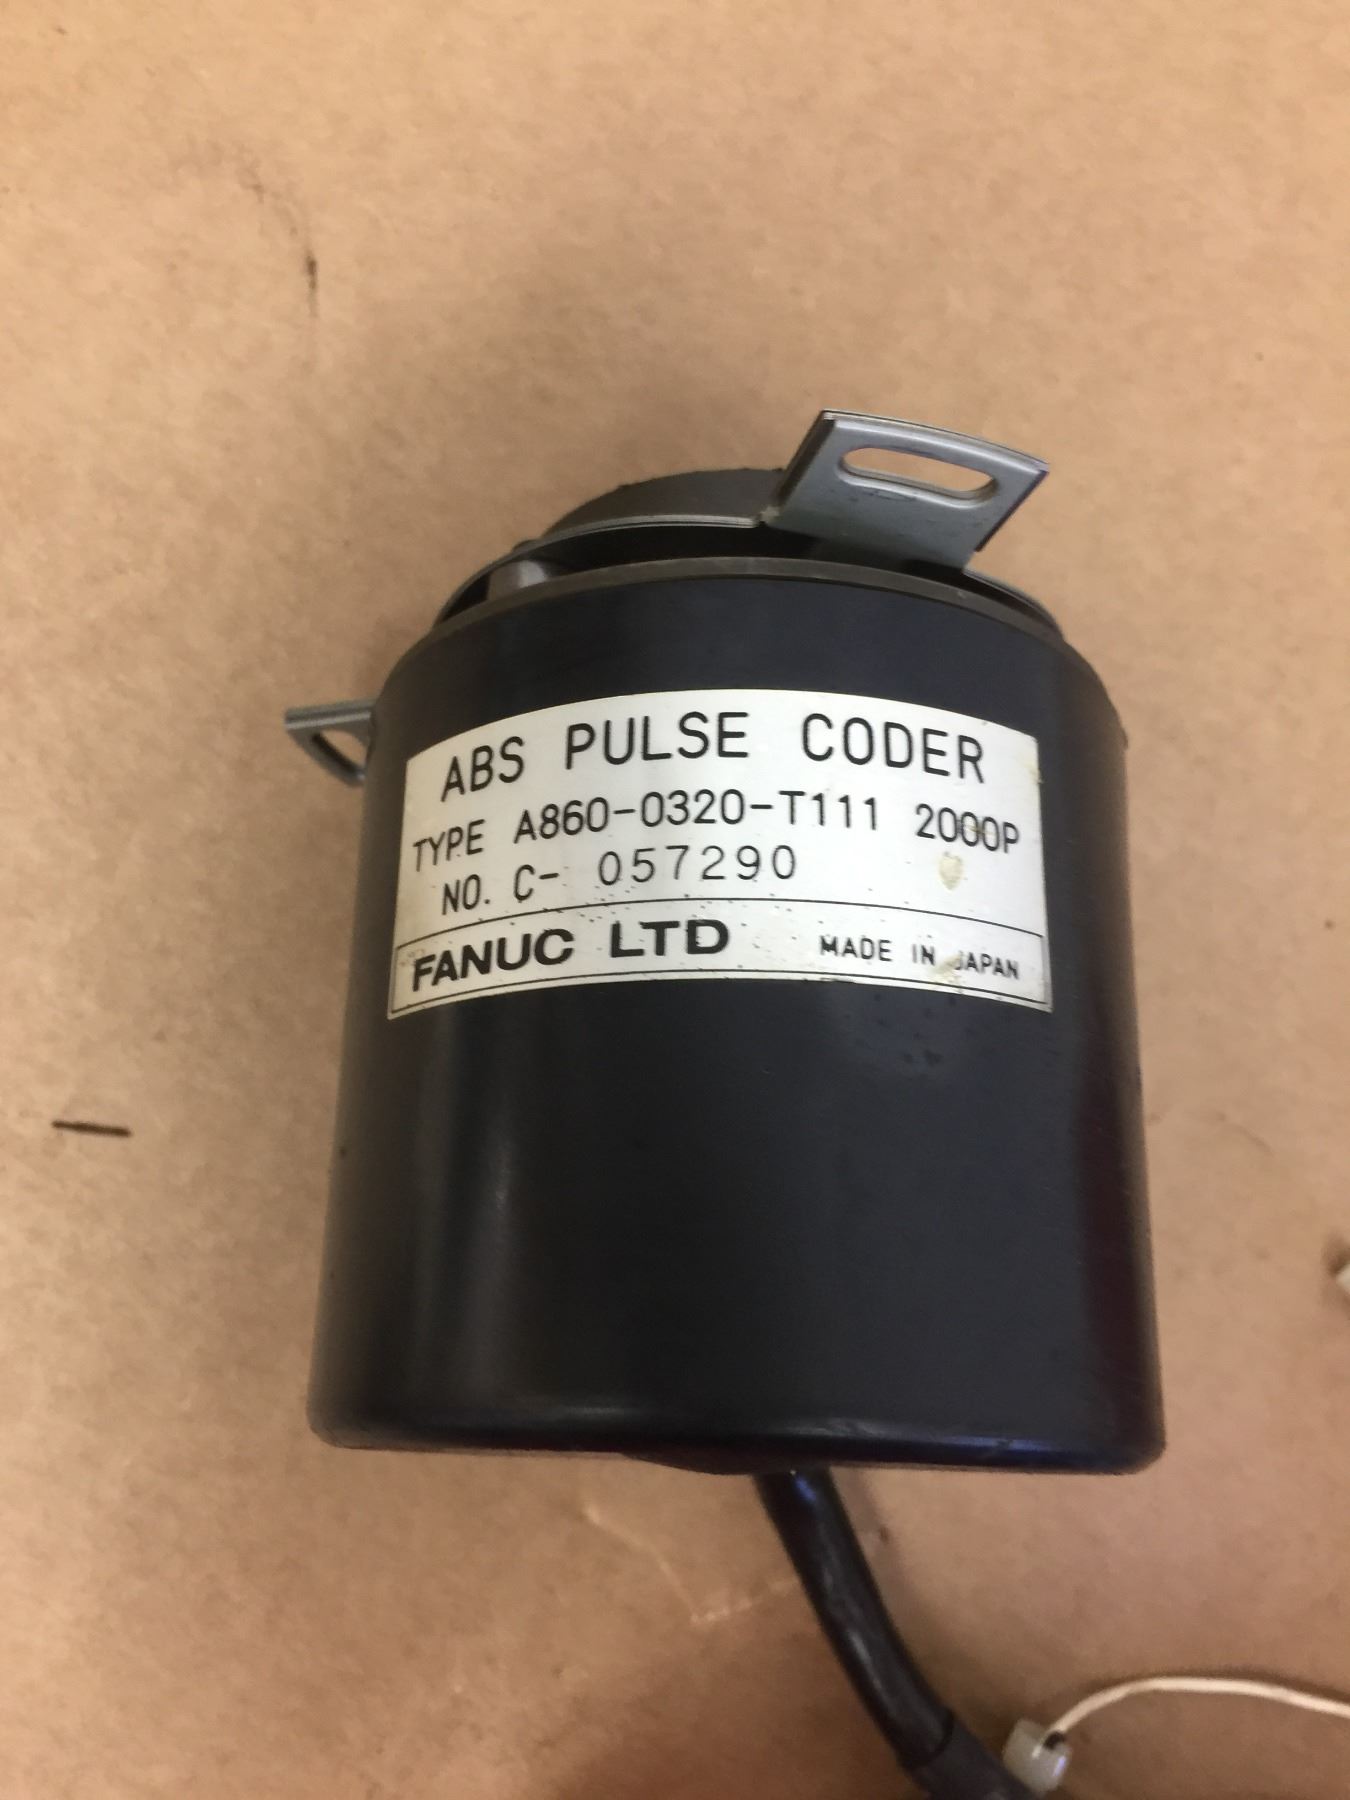 ABS PULSE CODER
TYPE A860-0320-T111 2000P
NO. C- 057290
FANUC LTD MADE IN JAPAN